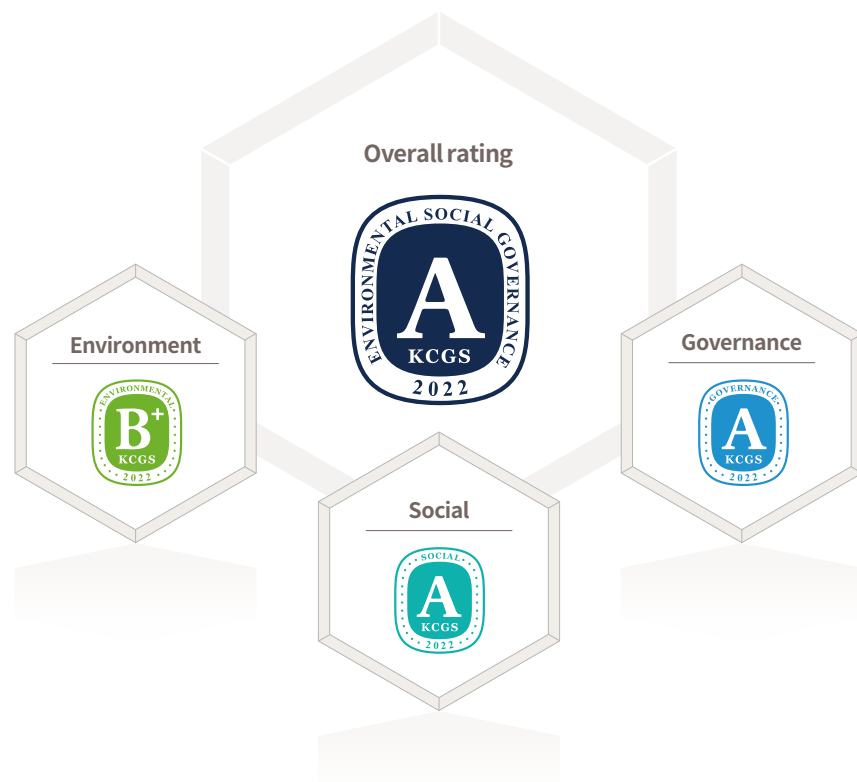 Overall rating
ENVIRONMENTAL SOCIAL GOVERNANCE
A
KCGS
2022
Environment
ENVIRONMENTAL
B+
KCGS
2022
Governance
GOVERNANCE
A
KCGS
2022
Social
SOCIAL
A
KCGS
2022